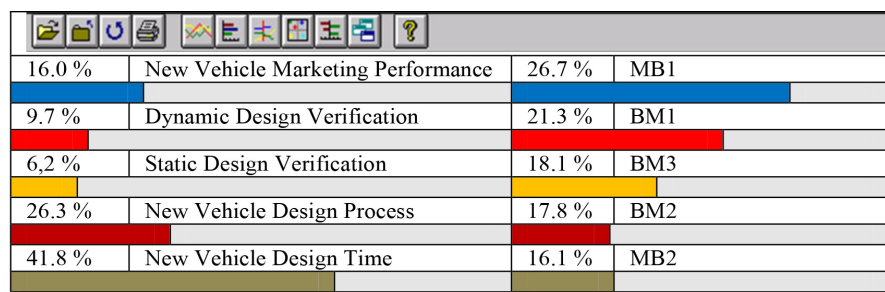 16.0 % New Vehicle Marketing Performance 26.7 % MB1
9.7 % Dynamic Design Verification 21.3 % BM1
6,2 % Static Design Verification 18.1 % BM3
26.3 % New Vehicle Design Process 17.8 % BM2
41.8 % New Vehicle Design Time 16.1 % MB2